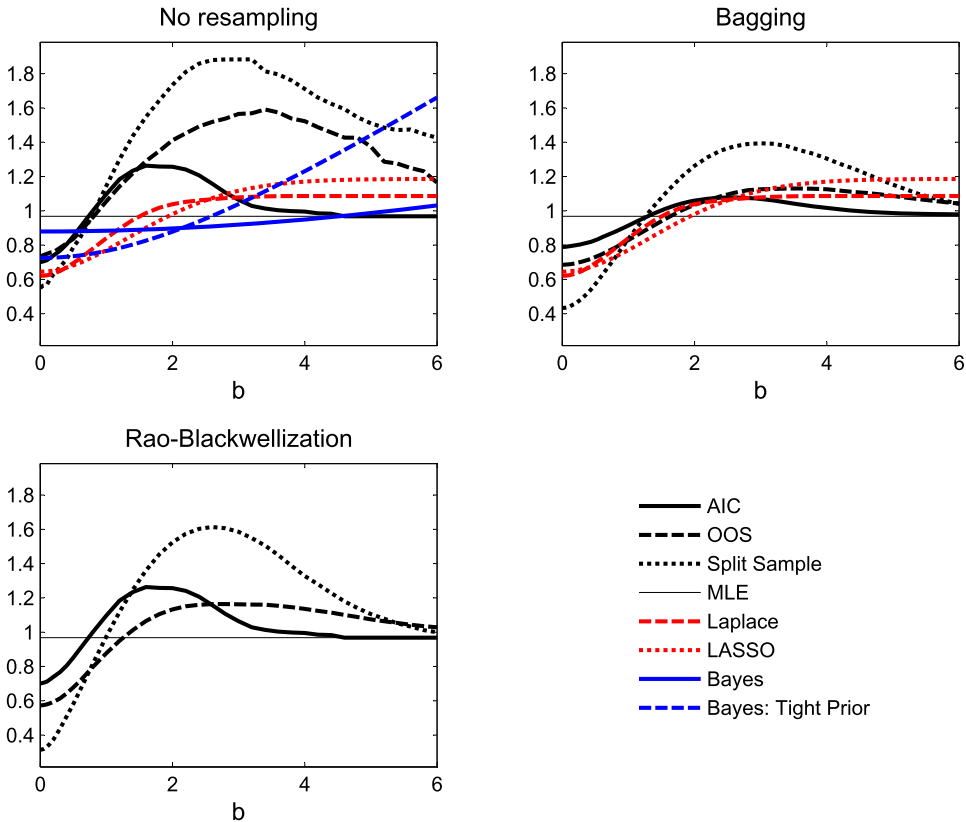 No resampling
1.8
1.6
1.4
1.2
1
0.8
0.6
0.4
0 2 4 6
b
Bagging
1.8
1.6
1.4
1.2
1
0.8
0.6
0.4
0 2 4 6
b
Rao-Blackwellization
1.8
1.6
1.4
1.2
1
0.8
0.6
0.4
0 2 4 6
b
AIC
OOS
Split Sample
MLE
Laplace
LASSO
Bayes
Bayes: Tight Prior